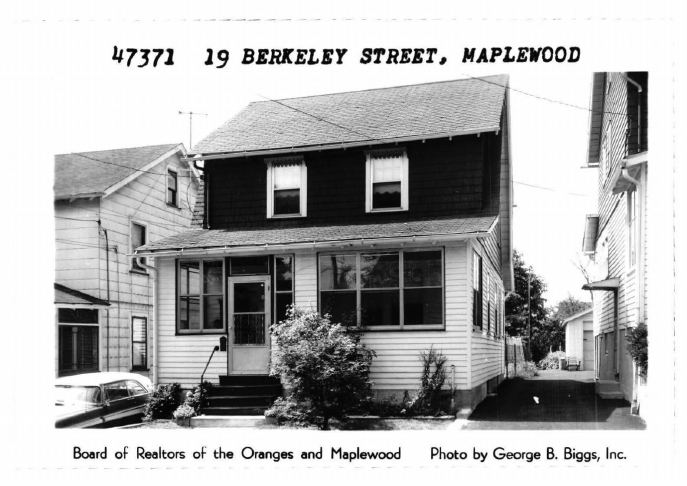 47371 19 BERKELEY STREET, MAPLEWOOD
Board of Realtors of the Oranges and Maplewood Photo by George B. Biggs, Inc.